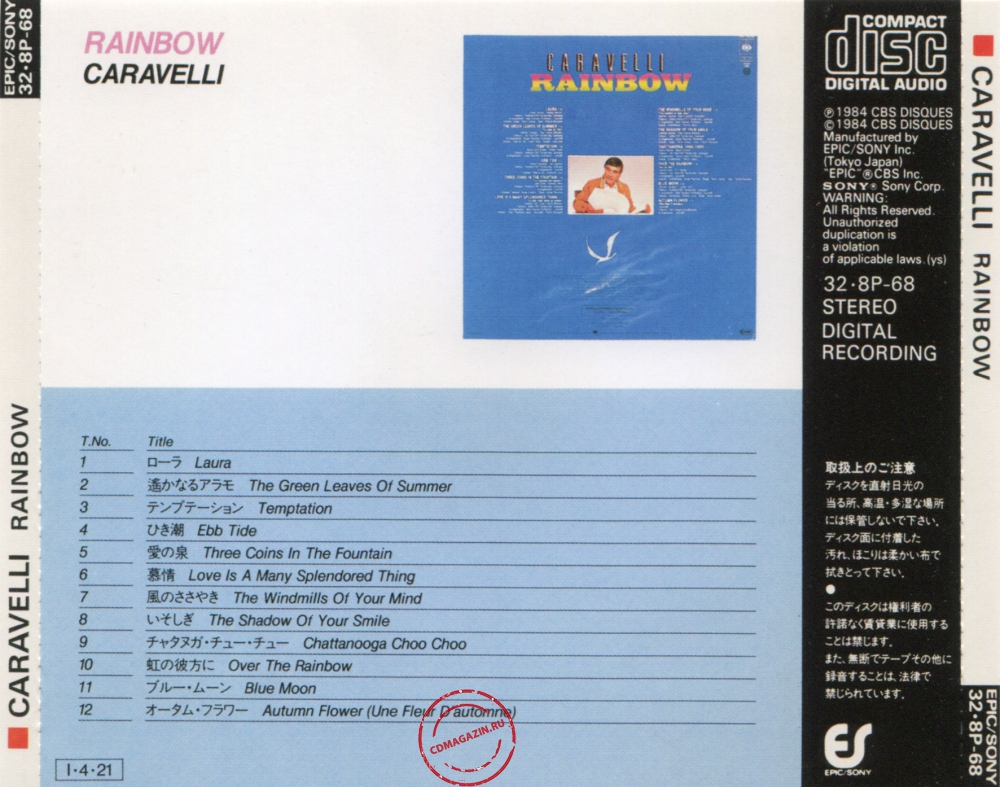 EPIC/SONY
32・8P-68
CARAVELLI RAINBOW
RAINBOW
CARAVELLI
CARAVELLI
RAINBOW
T.No. Title
1 ローラ Laura
2 遙かなるアラモ The Green Leaves Of Summer
3 テンプテーション Temptation
4 ひき潮 Ebb Tide
5 愛の泉 Three Coins In The Fountain
6 慕情 Love Is A Many Splendored Thing
7 風のささやき The Windmills Of Your Mind
8 いそしぎ The Shadow Of Your Smile
9 チャタヌガ・チュー・チュー Chattanooga Choo Choo
10 虹の彼方に Over The Rainbow
11 ブルー・ムーン Blue Moon
12 オータム・フラワー Autumn Flower (Une Fleur D'automne)
CDMAGAZIN.RU
I・4・21
COMPACT
disc
DIGITAL AUDIO
℗1984 CBS DISQUES
©1984 CBS DISQUES
Manufactured by
EPIC/SONY Inc.
(Tokyo Japan)
"EPIC"®CBS Inc.
SONY® Sony Corp.
WARNING:
All Rights Reserved.
Unauthorized
duplication is
a violation
of applicable laws.(ys)
32・8P-68
STEREO
DIGITAL
RECORDING
取扱上のご注意
ディスクを直射日光の
当る所、高温・多湿な場所
には保管しないで下さい。
ディスク面に付着した
汚れ、ほこりは柔かい布で
拭きとって下さい。
●
このディスクは権利者の
許諾なく賃貸業に使用する
ことは禁じます。
また、無断でテープその他に
録音することは、法律で
禁じられています。
ES
EPIC/SONY
CARAVELLI RAINBOW
EPIC/SONY
32・8P-68